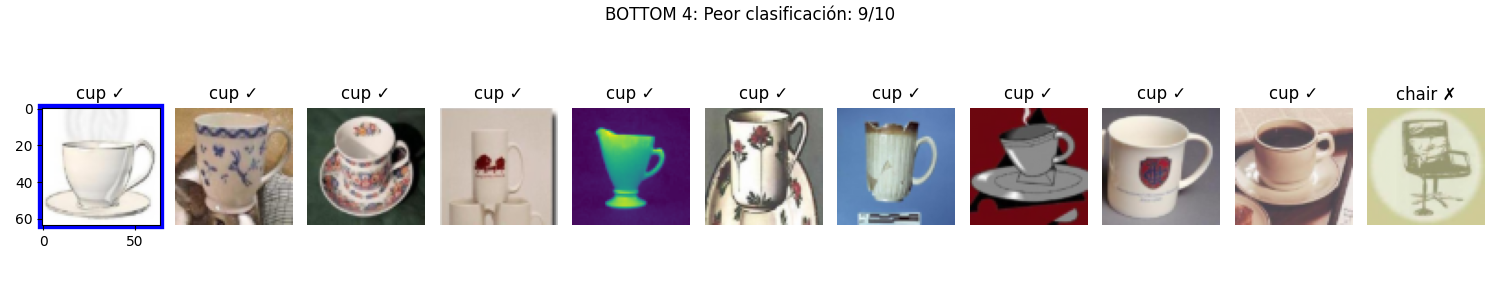 BOTTOM 4: Peor clasificación: 9/10
cup ✓ cup ✓ cup ✓ cup ✓ cup ✓ cup ✓ cup ✓ cup ✓ cup ✓ cup ✓ chair ✗
0
20
40
60
0 50